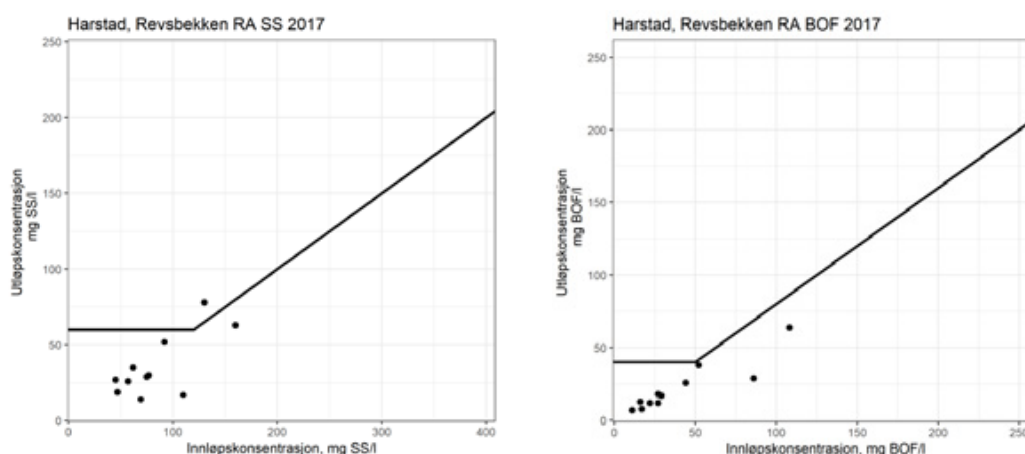 Harstad, Revsbekken RA SS 2017
250
200
150
100
50
0
Utløpskonsentrasjon
mg SS/l
0
100
200
300
400
Innløpskonsentrasjon, mg SS/l
Harstad, Revsbekken RA BOF 2017
250
200
150
100
50
0
Utløpskonsentrasjon
mg BOF/l
0
50
100
150
200
250
Innløpskonsentrasjon, mg BOF/l